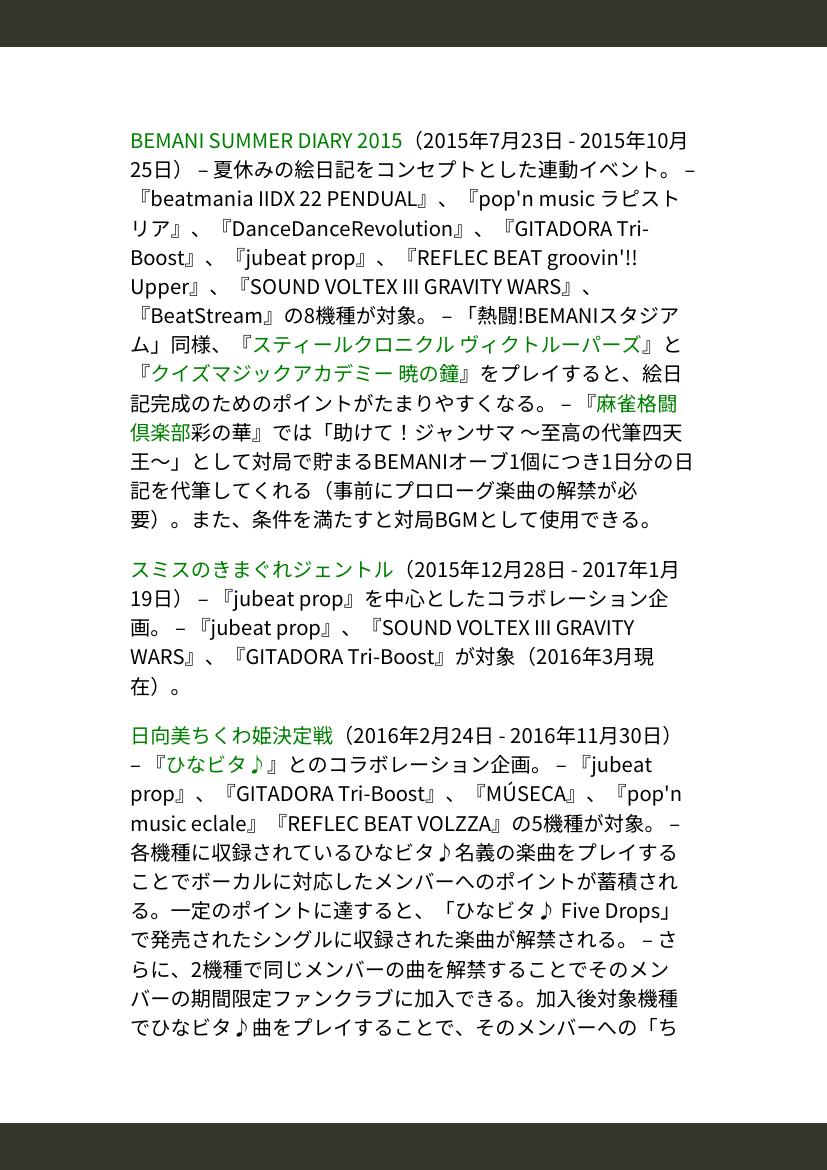 BEMANI SUMMER DIARY 2015（2015年7月23日 - 2015年10月
25日） – 夏休みの絵日記をコンセプトとした連動イベント。 –
『beatmania IIDX 22 PENDUAL』、『pop'n music ラピスト
リア』、『DanceDanceRevolution』、『GITADORA Tri-
Boost』、『jubeat prop』、『REFLEC BEAT groovin'!!
Upper』、『SOUND VOLTEX III GRAVITY WARS』、
『BeatStream』の8機種が対象。 – 「熱闘!BEMANIスタジア
ム」同様、『スティールクロニクル ヴィクトルーパーズ』と
『クイズマジックアカデミー 暁の鐘』をプレイすると、絵日
記完成のためのポイントがたまりやすくなる。 – 『麻雀格闘
倶楽部彩の華』では「助けて！ジャンサマ 〜至高の代筆四天
王〜」として対局で貯まるBEMANIオーブ1個につき1日分の日
記を代筆してくれる（事前にプロローグ楽曲の解禁が必
要）。また、条件を満たすと対局BGMとして使用できる。
スミスのきまぐれジェントル（2015年12月28日 - 2017年1月
19日） – 『jubeat prop』を中心としたコラボレーション企
画。 – 『jubeat prop』、『SOUND VOLTEX III GRAVITY
WARS』、『GITADORA Tri-Boost』が対象（2016年3月現
在）。
日向美ちくわ姫決定戦（2016年2月24日 - 2016年11月30日）
– 『ひなビタ♪』とのコラボレーション企画。 – 『jubeat
prop』、『GITADORA Tri-Boost』、『MÚSECA』、『pop'n
music eclale』『REFLEC BEAT VOLZZA』の5機種が対象。 –
各機種に収録されているひなビタ♪名義の楽曲をプレイする
ことでボーカルに対応したメンバーへのポイントが蓄積され
る。一定のポイントに達すると、「ひなビタ♪ Five Drops」
で発売されたシングルに収録された楽曲が解禁される。 – さ
らに、2機種で同じメンバーの曲を解禁することでそのメン
バーの期間限定ファンクラブに加入できる。加入後対象機種
でひなビタ♪曲をプレイすることで、そのメンバーへの「ち